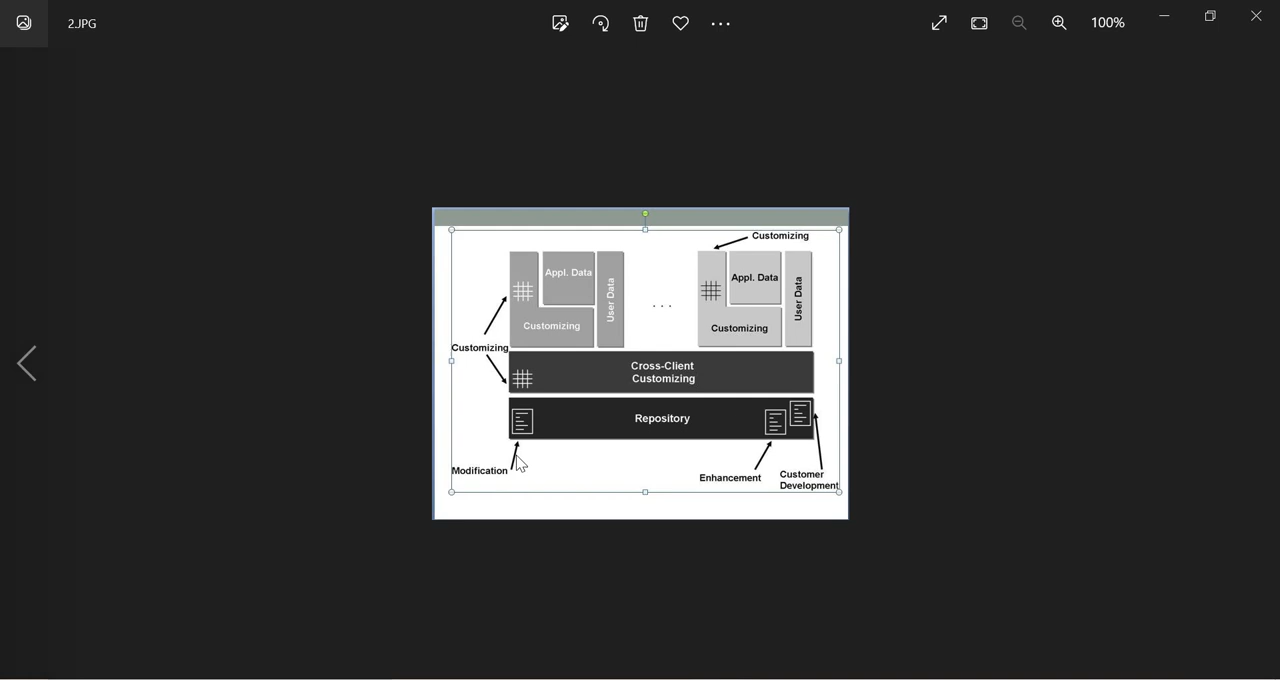 2.JPG
100%
Customizing
Appl. Data
User Data
Customizing
. . .
Appl. Data
User Data
Customizing
Customizing
Cross-Client
Customizing
Repository
Modification
Enhancement
Customer
Development